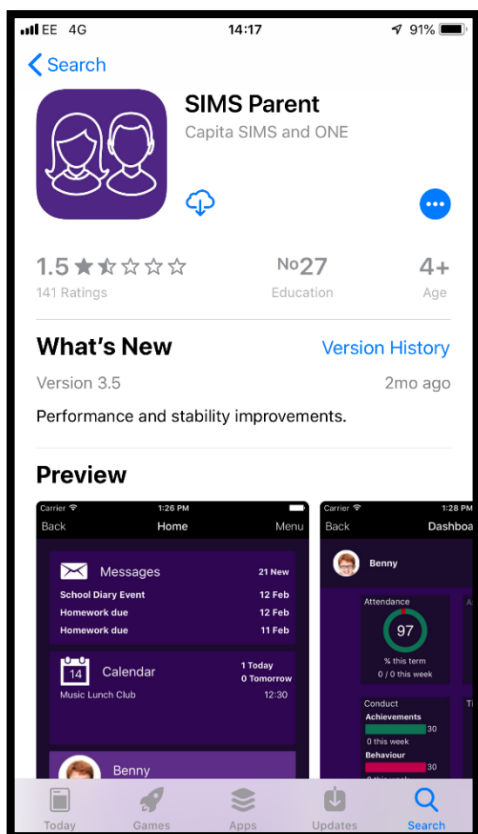 EE 4G 14:17 91%
Search
SIMS Parent
Capita SIMS and ONE
1.5 No27 4+
141 Ratings Education Age
What's New Version History
Version 3.5 2mo ago
Performance and stability improvements.
Preview
Carrier 1:26 PM
Back Home Menu
Messages 21 New
School Diary Event 12 Feb
Homework due 12 Feb
Homework due 11 Feb
14 Calendar 1 Today
0 Tomorrow
Music Lunch Club 12:30
Benny
Carrier 1:28 PM
Back Dashboa
Benny
Attendance
97
% this term
0 / 0 this week
Conduct
Achievements
30
0 this week
Behaviour
30
Today Games Apps Updates Search